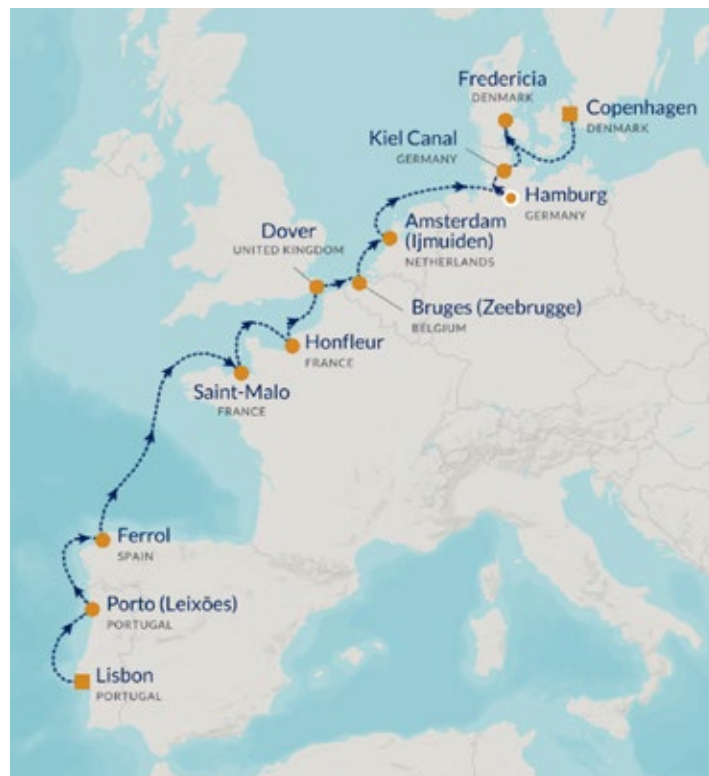 Fredericia
DENMARK
Copenhagen
DENMARK
Kiel Canal
GERMANY
Hamburg
GERMANY
Amsterdam
(Ijmuiden)
NETHERLANDS
Dover
UNITED KINGDOM
Bruges (Zeebrugge)
BELGIUM
Honfleur
FRANCE
Saint-Malo
FRANCE
Ferrol
SPAIN
Porto (Leixões)
PORTUGAL
Lisbon
PORTUGAL